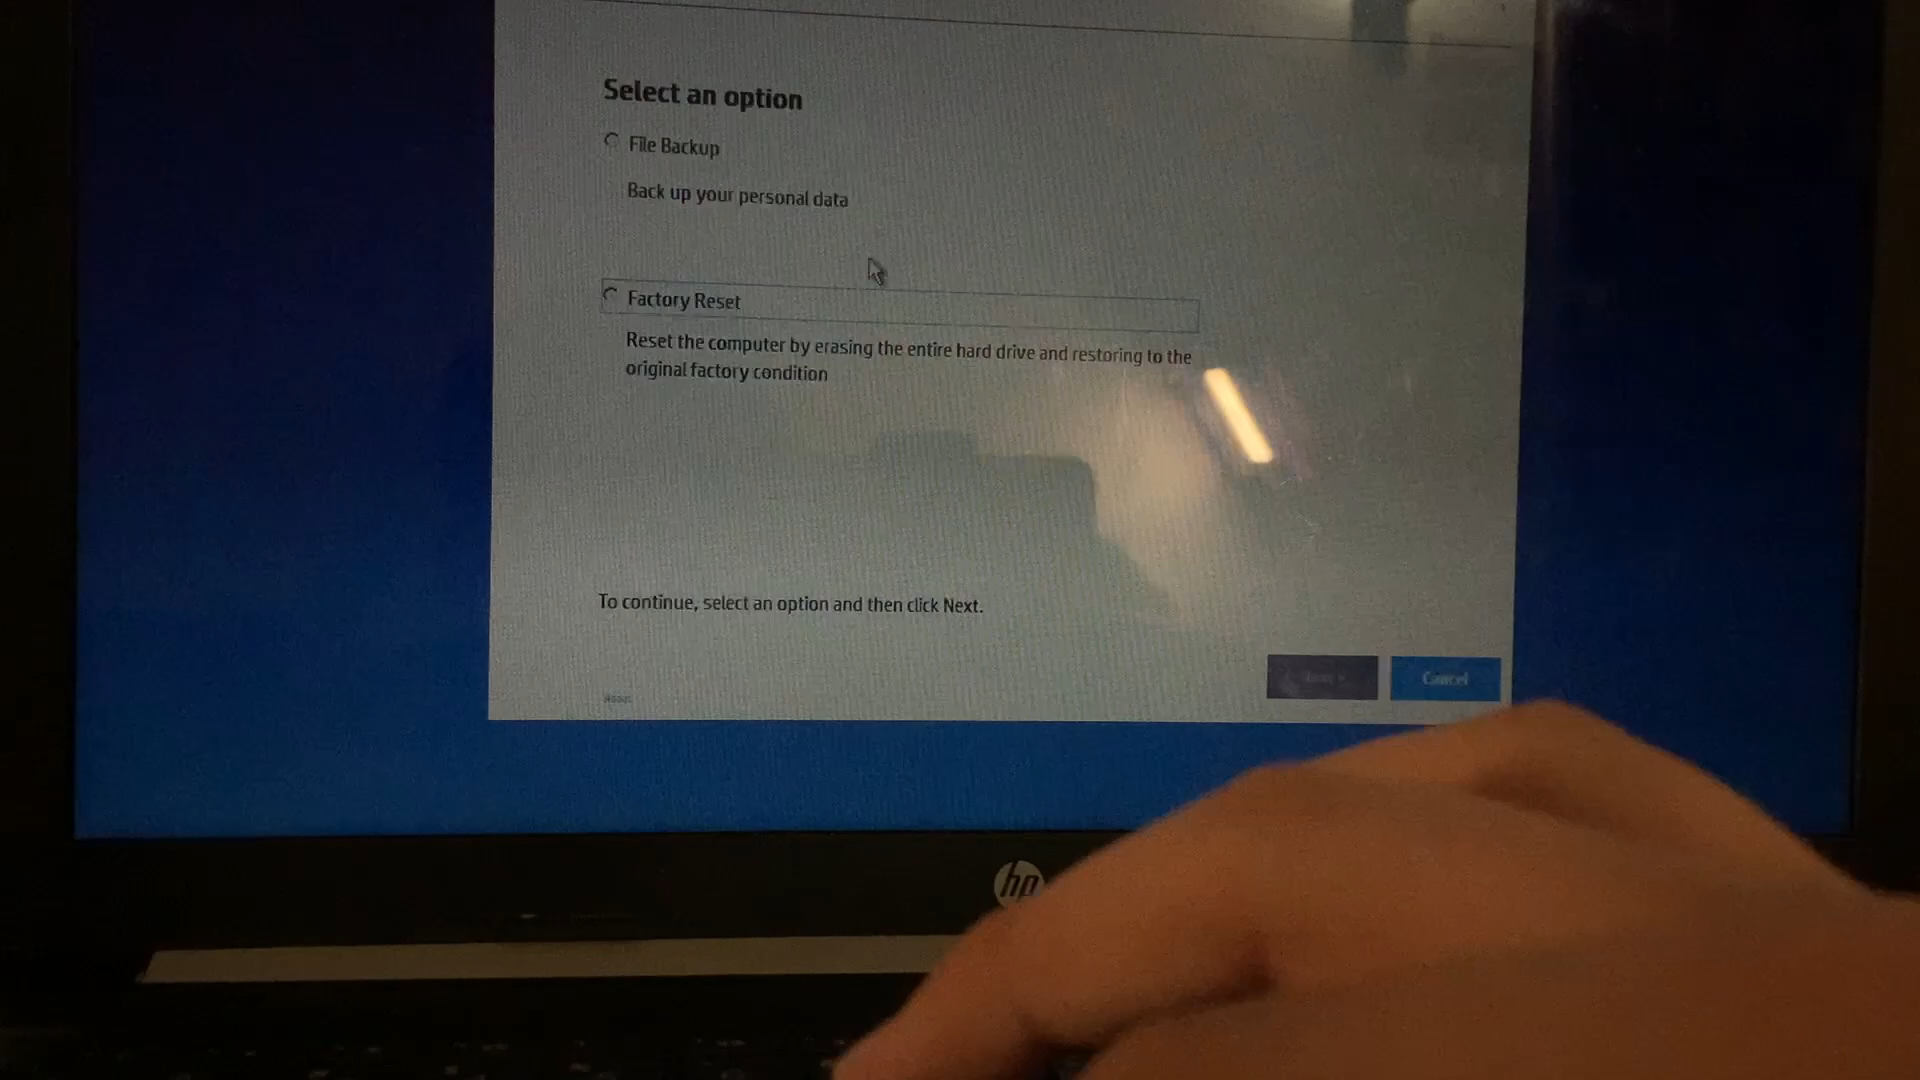 Select an option
File Backup
Back up your personal data
Factory Reset
Reset the computer by erasing the entire hard drive and restoring to the
original factory condition
To continue, select an option and then click Next.
Cancel
About
hp